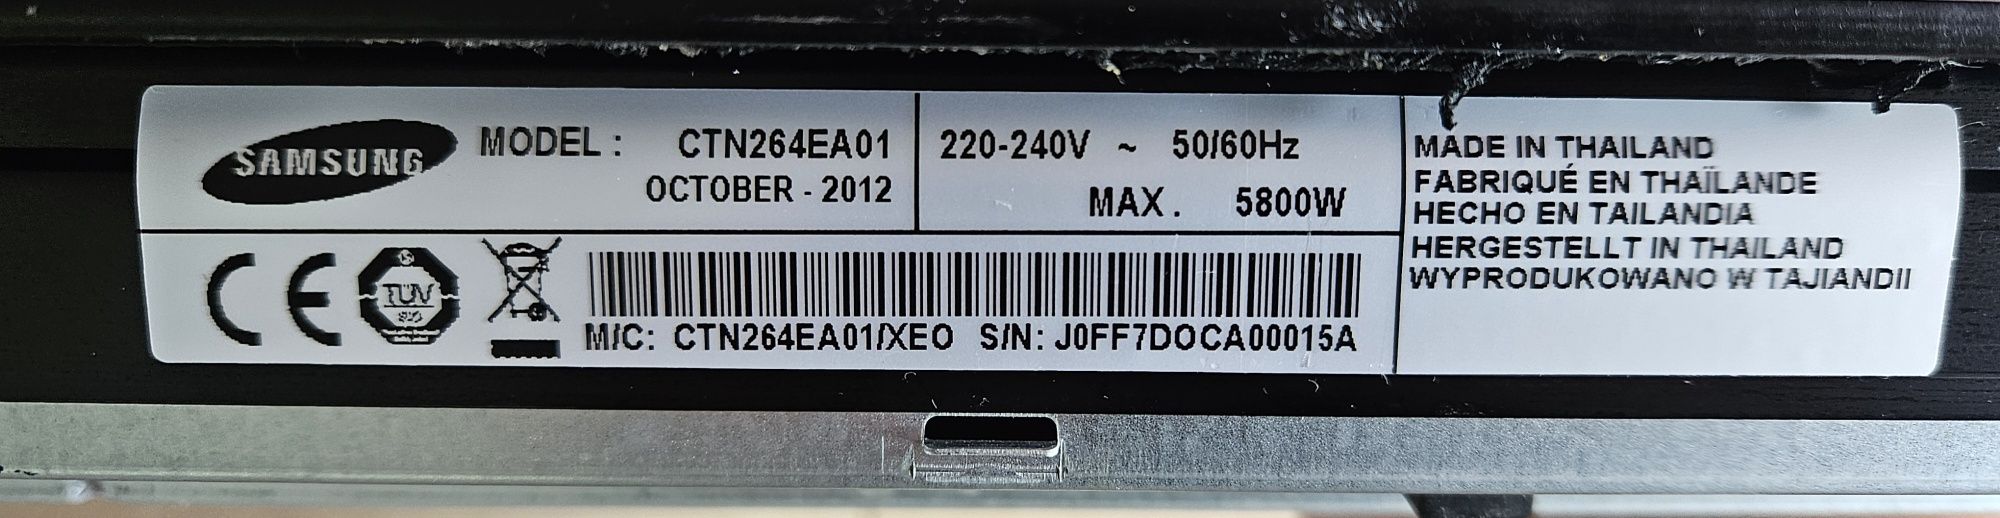 SAMSUNG
MODEL : CTN264EA01
OCTOBER - 2012
220-240V ~ 50/60Hz
MAX. 5800W
TÜV
M/C: CTN264EA01/XEO S/N: J0FF7DOCA00015A
MADE IN THAILAND
FABRIQUÉ EN THAÏLANDE
HECHO EN TAILANDIA
HERGESTELLT IN THAILAND
WYPRODUKOWANO W TAJIANDII